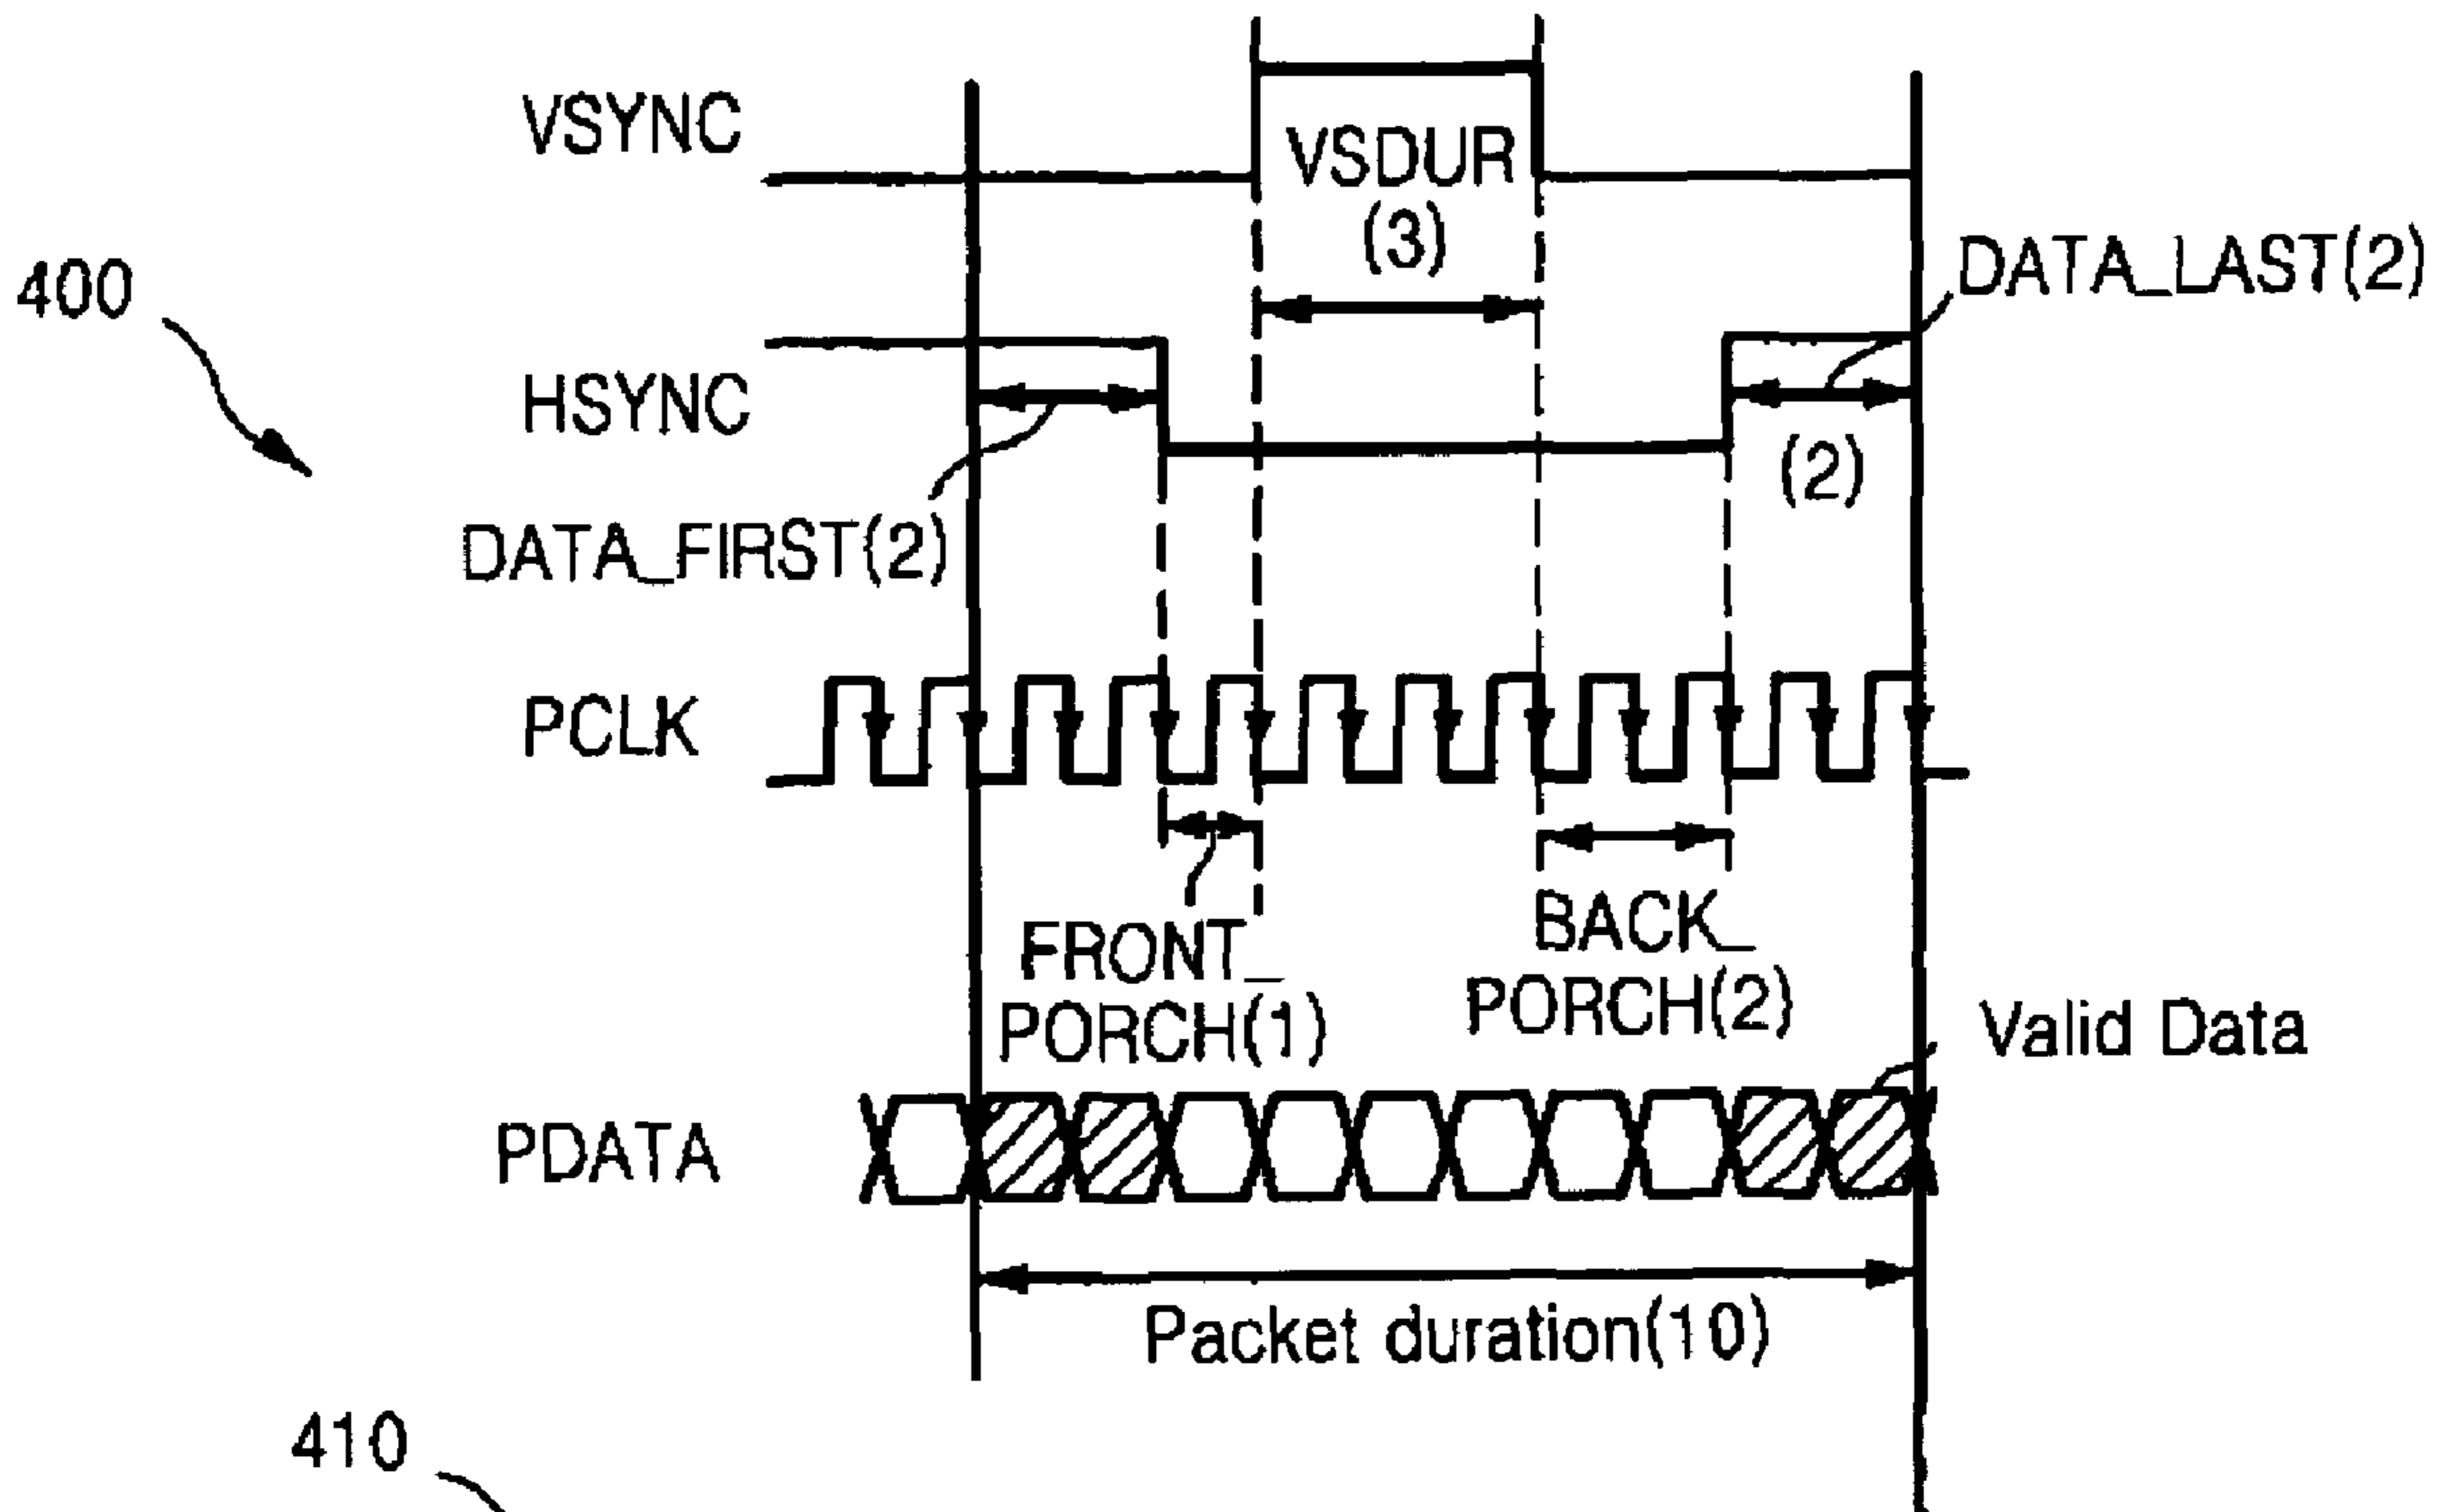 VSYNC
VSDUR
(3)
400
DATA_LAST(2)
HSYNC
(2)
DATA_FIRST(2)
PCLK
FRONT_
PORCH(1)
BACK_
PORCH(2)
Valid Data
PDATA
Packet duration(10)
410